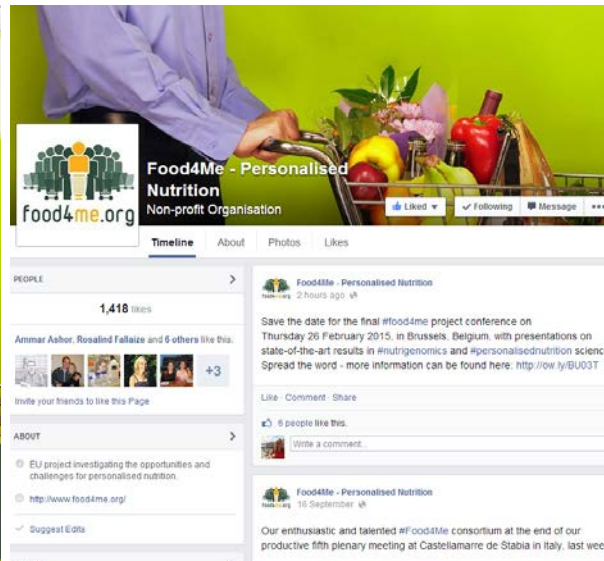 food4me.org
Food4Me - Personalised
Nutrition
Non-profit Organisation
Liked
Following
Message
Timeline About Photos Likes
PEOPLE
1,418 likes
Ammar Ashor, Rosalind Fallaize and 6 others like this.
+3
Invite your friends to like this Page
ABOUT
EU project investigating the opportunities and
challenges for personalised nutrition.
http://www.food4me.org/
Suggest Edits
Food4Me - Personalised Nutrition
2 hours ago
Save the date for the final #food4me project conference on
Thursday 26 February 2015, in Brussels, Belgium, with presentations on
state-of-the-art results in #nutrigenomics and #personalisednutrition scienc
Spread the word - more information can be found here: http://ow.ly/BU03T
Like · Comment · Share
6 people like this.
Write a comment...
Food4Me - Personalised Nutrition
16 September
Our enthusiastic and talented #Food4Me consortium at the end of our
productive fifth plenary meeting at Castellamarre de Stabia in Italy, last wee